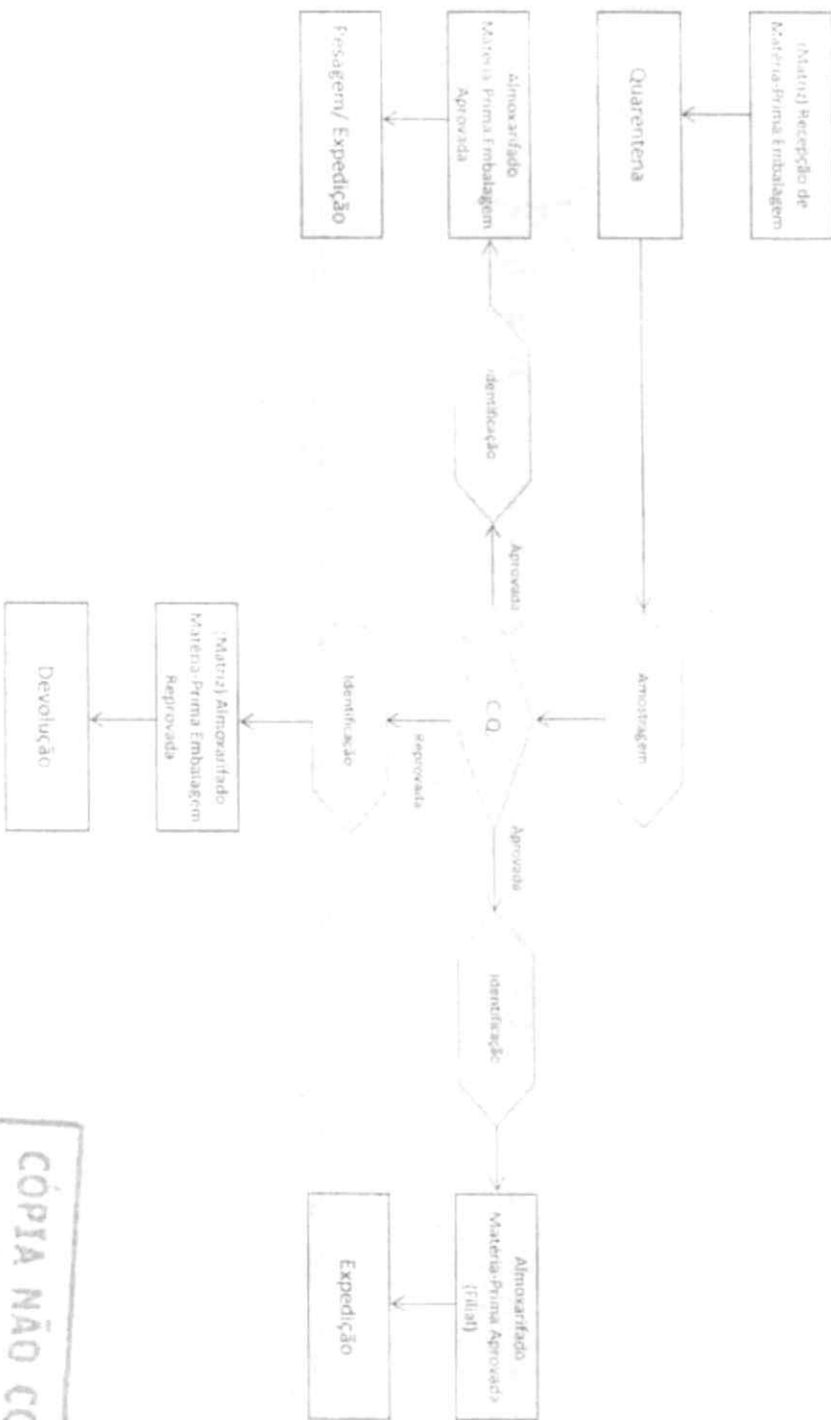 (Matriz) Recepção de
Matéria-Prima Embalagem
Quarentena
Amostragem
C.Q.
Aprovada
Identificação
Almoxarifado
Matéria-Prima Embalagem
Aprovada
Pesagem/ Expedição
Reprovada
Identificação
(Matriz) Almoxarifado
Matéria-Prima Embalagem
Reprovada
Devolução
Aprovada
Identificação
Almoxarifado
Matéria-Prima Aprovada
(Filial)
Expedição
CÓPIA NÃO